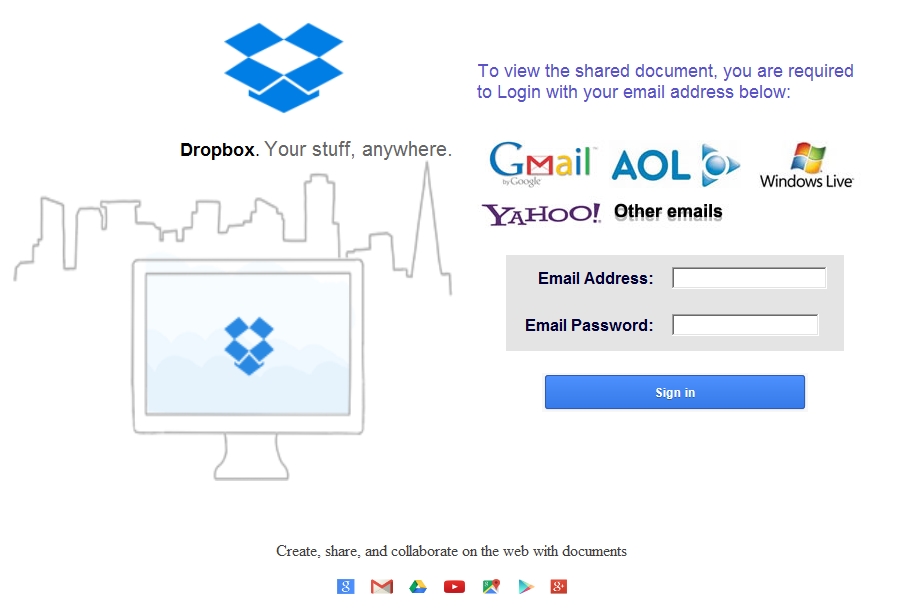 Dropbox. Your stuff, anywhere.
To view the shared document, you are required
to Login with your email address below:
Gmail
by Google
AOL
Windows Live
YAHOO!
Other emails
Email Address:
Email Password:
Sign in
Create, share, and collaborate on the web with documents
8
8+